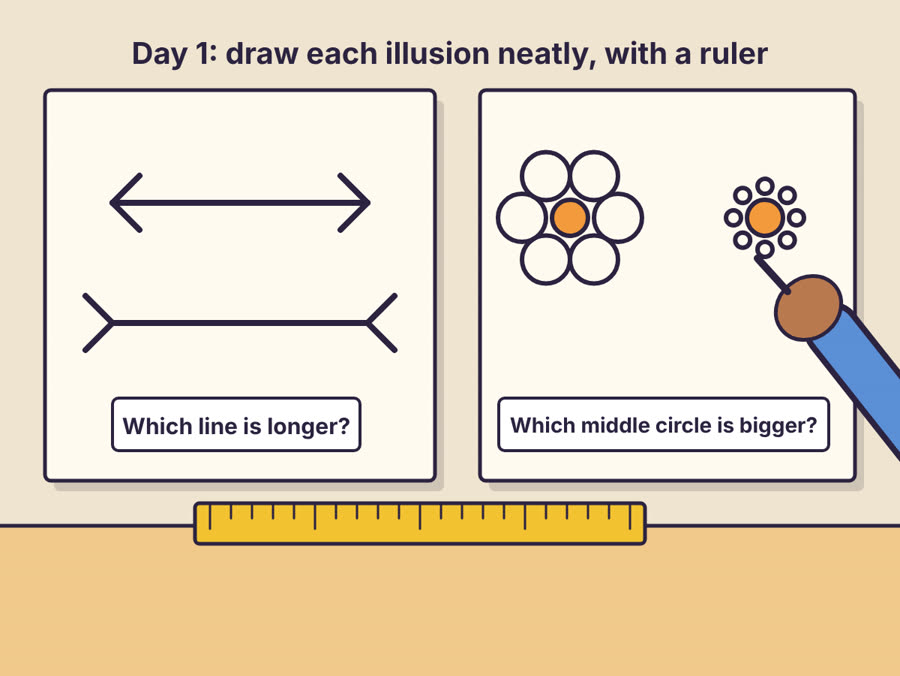 Day 1: draw each illusion neatly, with a ruler
Which line is longer?
Which middle circle is bigger?